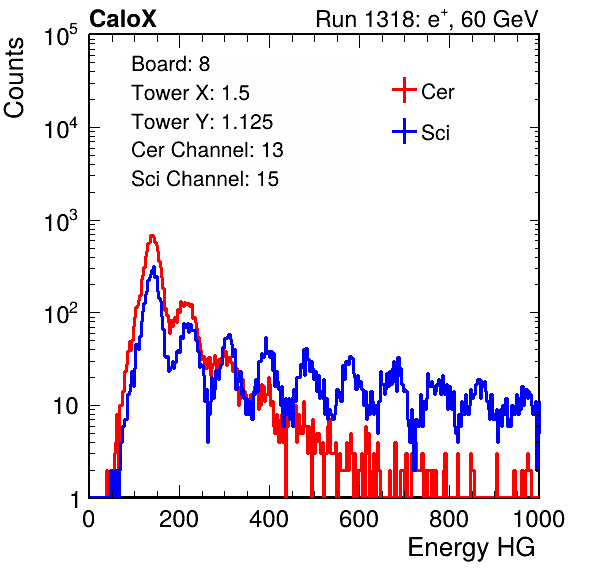 CaloX Run 1318: e⁺, 60 GeV
Counts
Board: 8
Tower X: 1.5
Tower Y: 1.125
Cer Channel: 13
Sci Channel: 15
Cer
Sci
10⁵
10⁴
10³
10²
10
1
0 200 400 600 800 1000
Energy HG